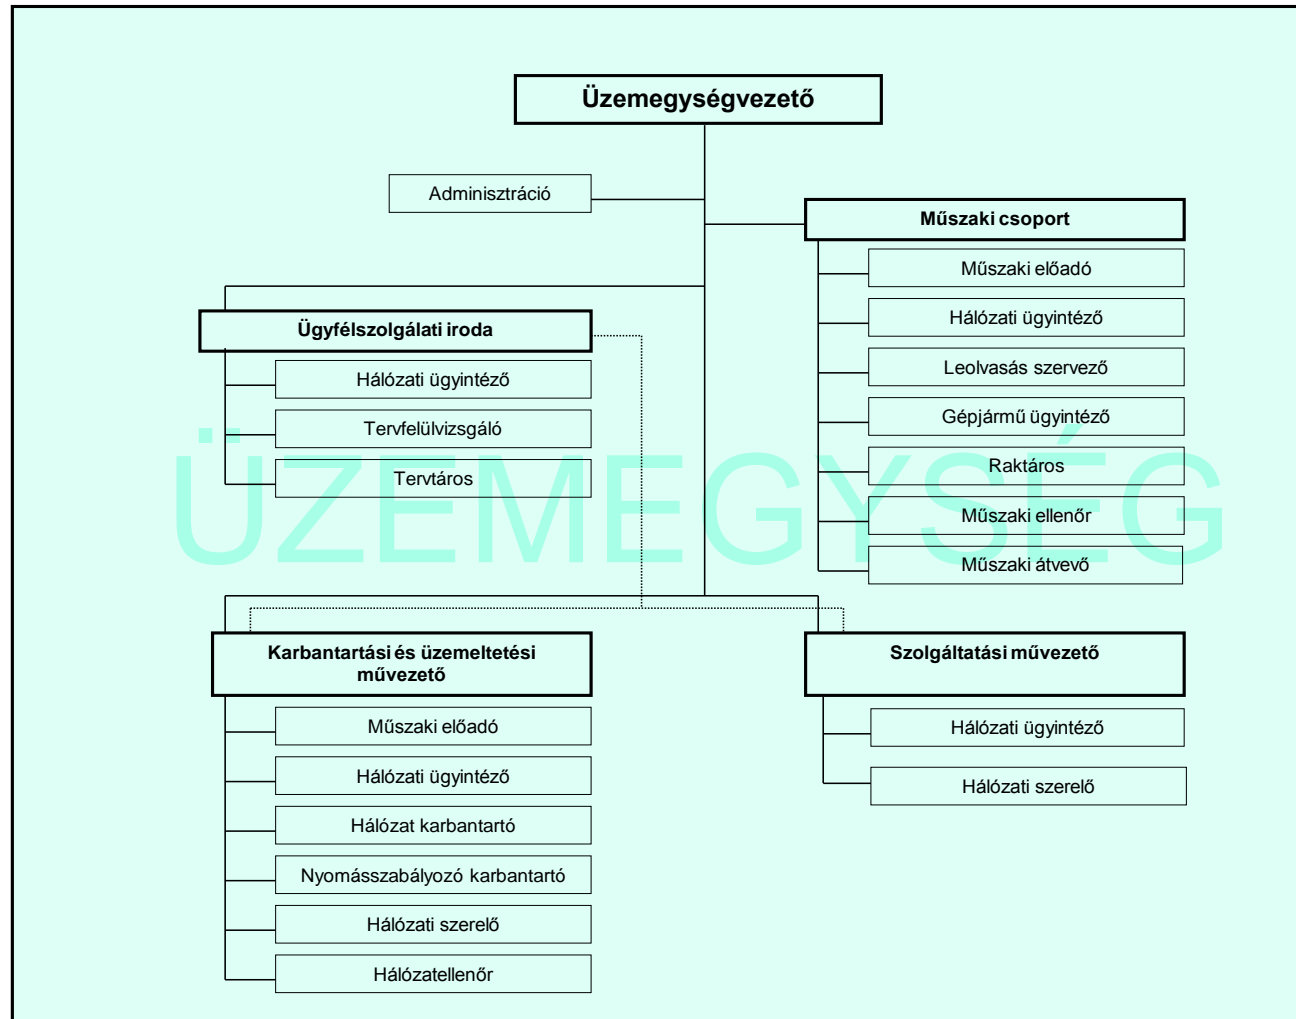 Üzemegységvezető
Adminisztráció
Műszaki csoport
Műszaki előadó
Hálózati ügyintéző
Leolvasás szervező
Gépjármű ügyintéző
Raktáros
Műszaki ellenőr
Műszaki átvevő
Ügyfélszolgálati iroda
Hálózati ügyintéző
Tervfelülvizsgáló
Tervtáros
ÜZEMEGYSÉG
Karbantartási és üzemeltetési
művezető
Műszaki előadó
Hálózati ügyintéző
Hálózat karbantartó
Nyomásszabályozó karbantartó
Hálózati szerelő
Hálózatellenőr
Szolgáltatási művezető
Hálózati ügyintéző
Hálózati szerelő